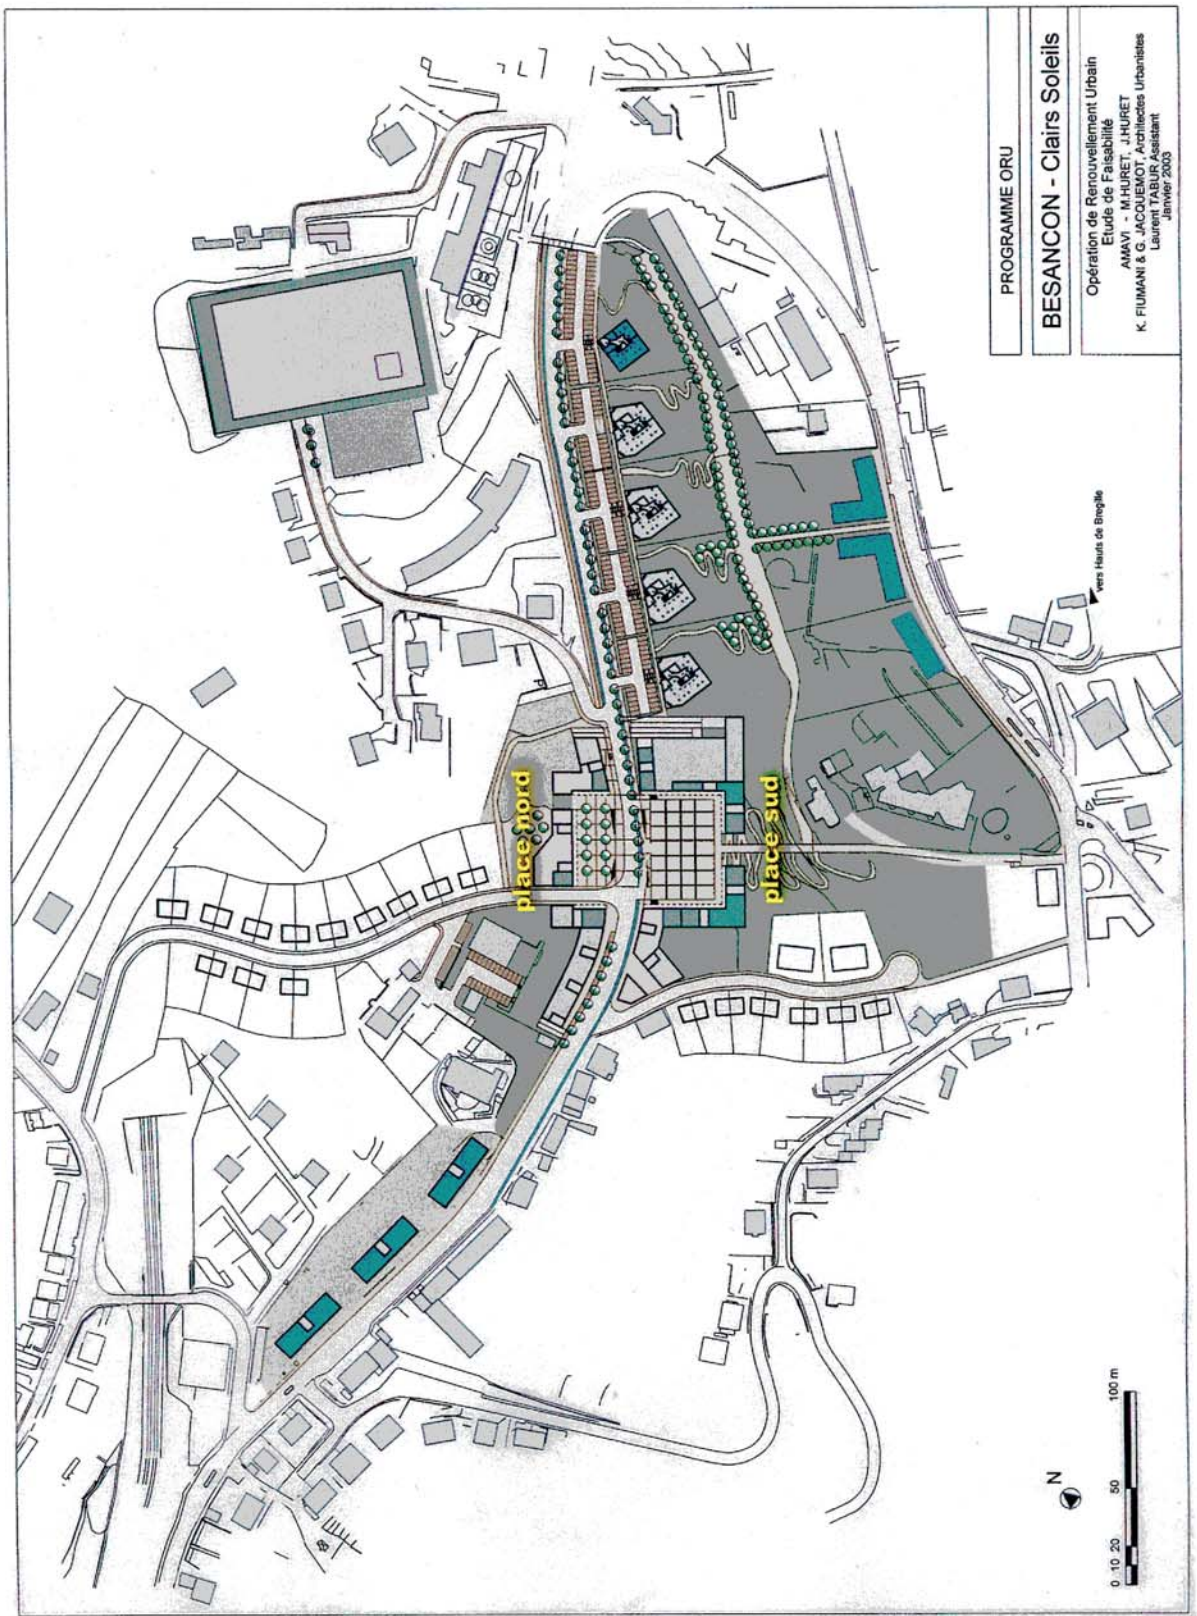 place nord
place sud
PROGRAMME ORU
BESANCON - Clairs Soleils
Opération de Renouvellement Urbain
Etude de Faisabilité
AMAVI - M.HURET, J.HURET
K. FIUMANI & G. JACQUEMOT, Architectes Urbanistes
Laurent TABUR Assistant
Janvier 2003
vers Hauts de Bregille
N
0 10 20 50 100 m